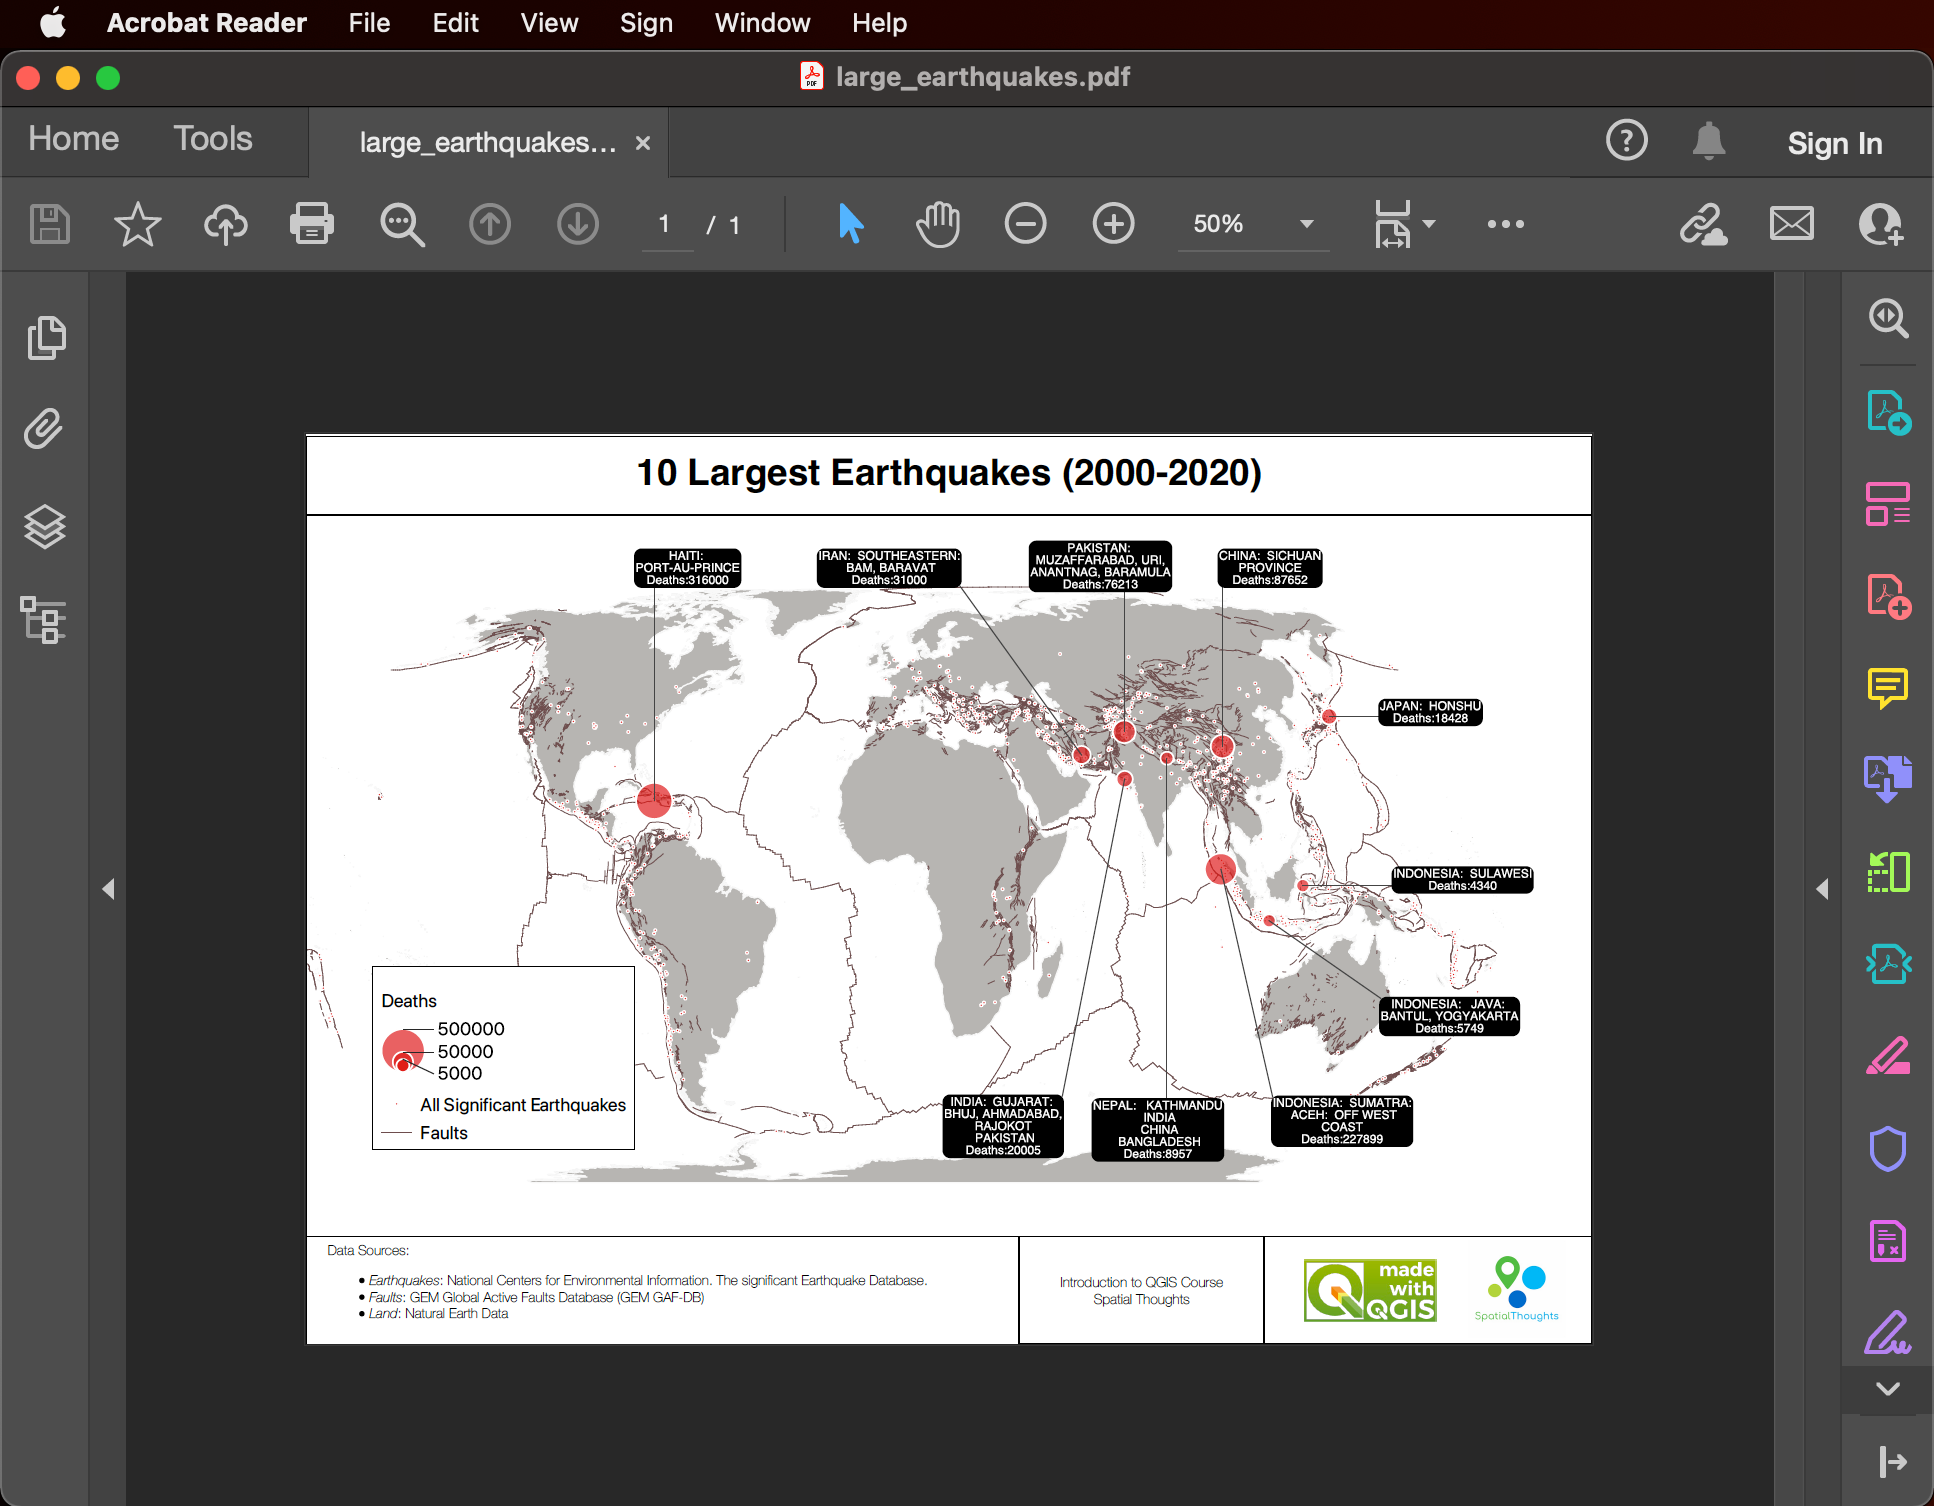 Acrobat Reader File Edit View Sign Window Help
large_earthquakes.pdf
Home Tools large_earthquakes... × ? Sign In
1 / 1 50%
10 Largest Earthquakes (2000-2020)
HAITI:
PORT-AU-PRINCE
Deaths:316000
IRAN: SOUTHEASTERN:
BAM, BARAVAT
Deaths:31000
PAKISTAN:
MUZAFFARABAD, URI,
ANANTNAG, BARAMULA
Deaths:76213
CHINA: SICHUAN
PROVINCE
Deaths:87652
JAPAN: HONSHU
Deaths:18428
INDONESIA: SULAWESI
Deaths:4340
INDONESIA: JAVA:
BANTUL, YOGYAKARTA
Deaths:5749
Deaths
500000
50000
5000
All Significant Earthquakes
Faults
INDIA: GUJARAT:
BHUJ, AHMADABAD,
RAJOKOT
PAKISTAN
Deaths:20005
NEPAL: KATHMANDU
INDIA
CHINA
BANGLADESH
Deaths:8957
INDONESIA: SUMATRA:
ACEH: OFF WEST
COAST
Deaths:227899
Data Sources:
• Earthquakes: National Centers for Environmental Information. The significant Earthquake Database.
• Faults: GEM Global Active Faults Database (GEM GAF-DB)
• Land: Natural Earth Data
Introduction to QGIS Course
Spatial Thoughts
made
with
QGIS
SpatialThoughts